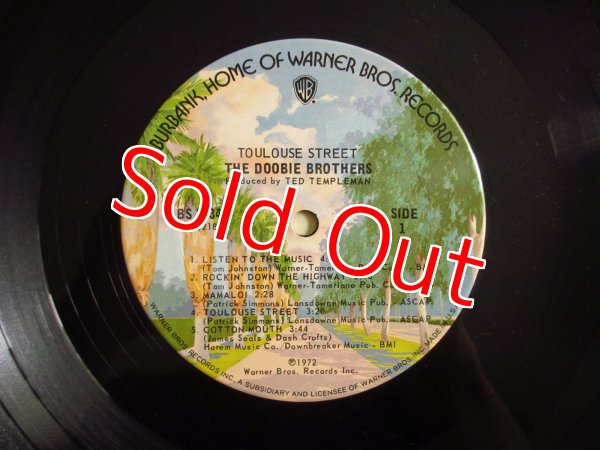 BURBANK, HOME OF WARNER BROS. RECORDS
WB
TOULOUSE STREET
THE DOOBIE BROTHERS
Produced by TED TEMPLEMAN
BS
SIDE
1
Sold Out
1. LISTEN TO THE MUSIC
(Tom Johnston) Warner-Tamerlane
2. ROCKIN' DOWN THE HIGHWAY
(Tom Johnston) Warner-Tamerlane Pub.
3. MAMALOI 2:28
(Patrick Simmons) Lansdowne Music Pub. - ASCAP
4. TOULOUSE STREET 3:20
(Patrick Simmons) Lansdowne Music Pub. - ASCAP
5. COTTON MOUTH 3:44
(James Seals & Dash Crofts)
Harem Music Co./Dawnbreaker Music - BMI
℗1972
Warner Bros. Records Inc.
WARNER BROS. RECORDS INC., A SUBSIDIARY AND LICENSEE OF WARNER BROS. INC. MADE IN U.S.A.